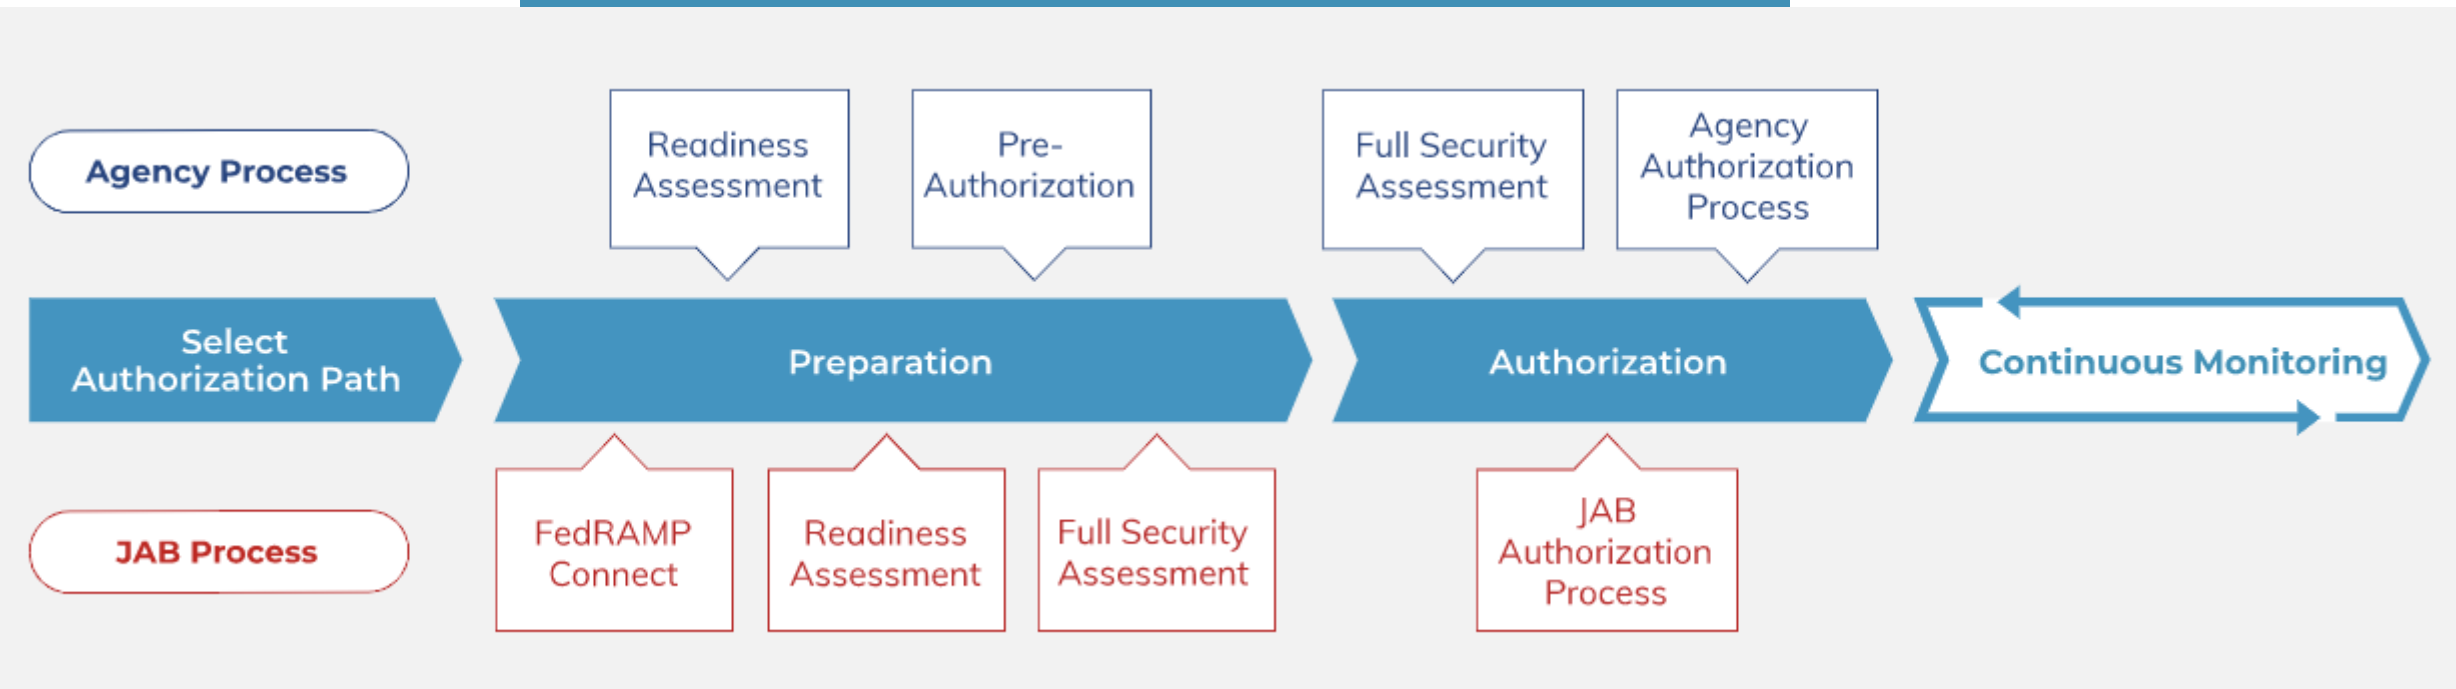 Agency Process
Readiness
Assessment
Pre-
Authorization
Full Security
Assessment
Agency
Authorization
Process
Select
Authorization Path
Preparation
Authorization
Continuous Monitoring
JAB Process
FedRAMP
Connect
Readiness
Assessment
Full Security
Assessment
JAB
Authorization
Process